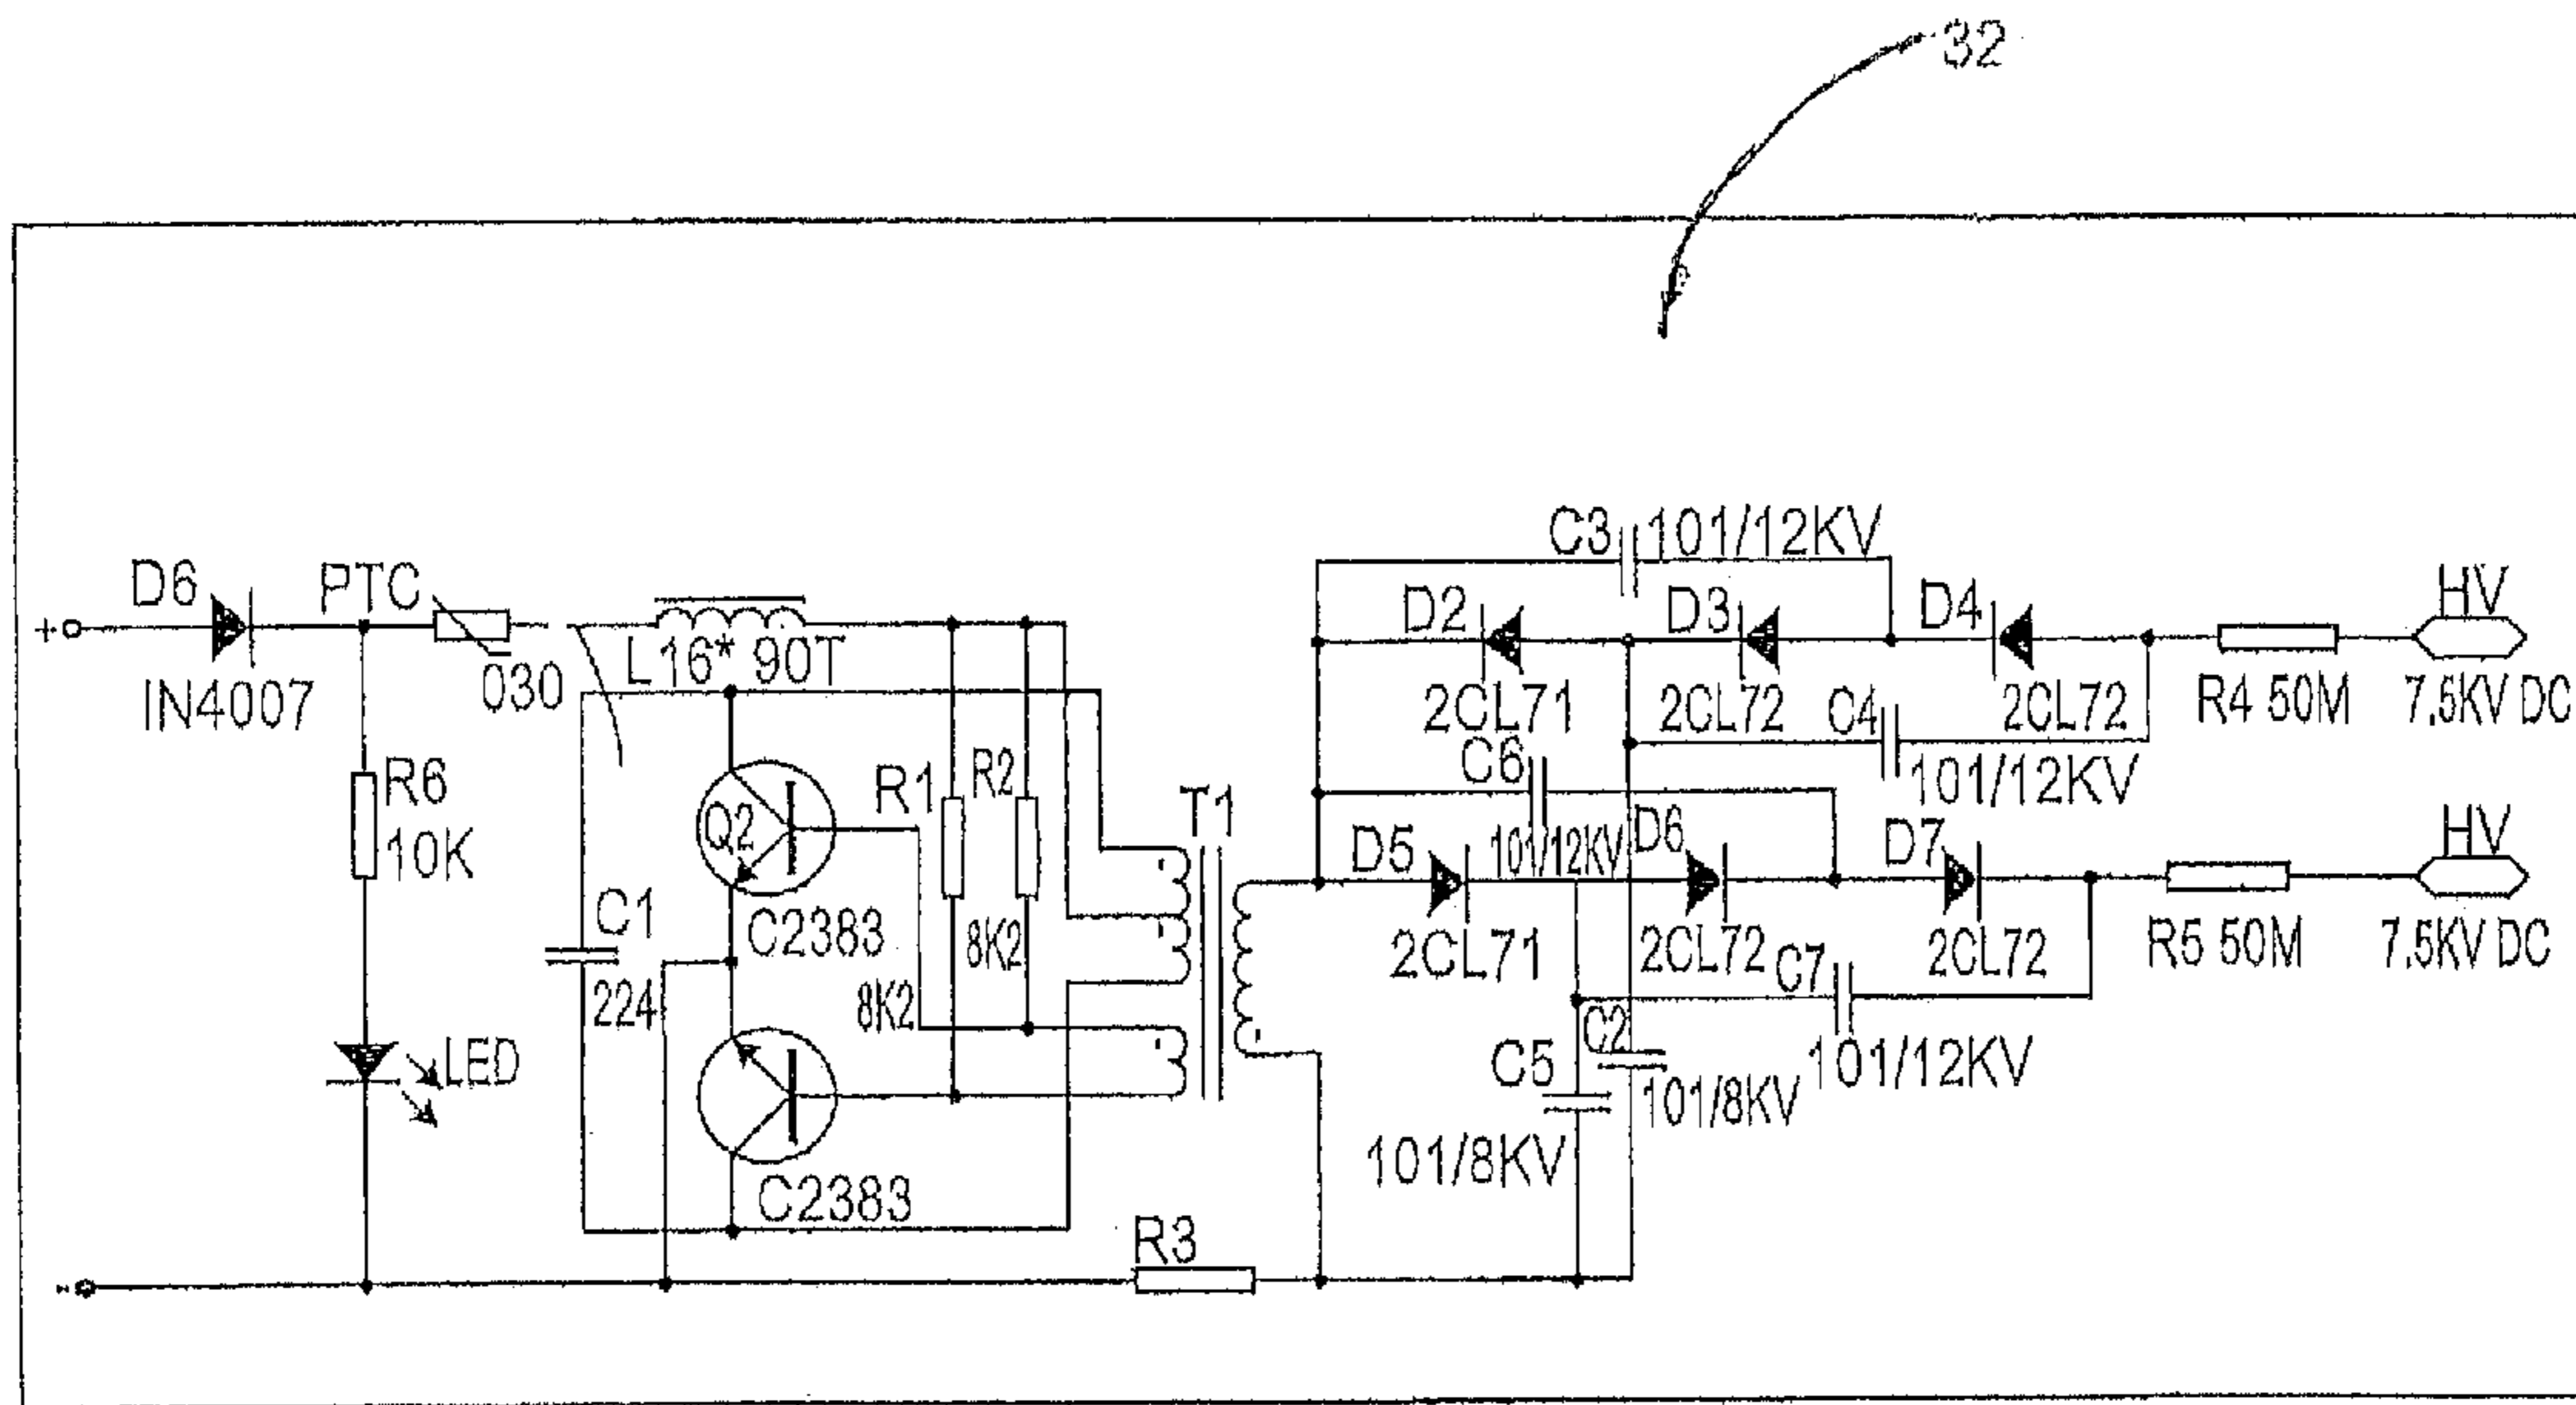 32
C3 101/12KV
D6 PTC
D2 D3 D4 HV
+
L16* 90T
IN4007
030
2CL71 2CL72 C4 2CL72 R4 50M 7.5KV DC
C6
101/12KV
R6
10K
Q2 R1 R2 T1
D5 101/12KV D6 D7 HV
C1
C2383
8K2
2CL71 2CL72 C7 2CL72 R5 50M 7.5KV DC
224
8K2
C2
LED
C5 101/12KV
101/8KV
101/8KV
C2383
R3
-